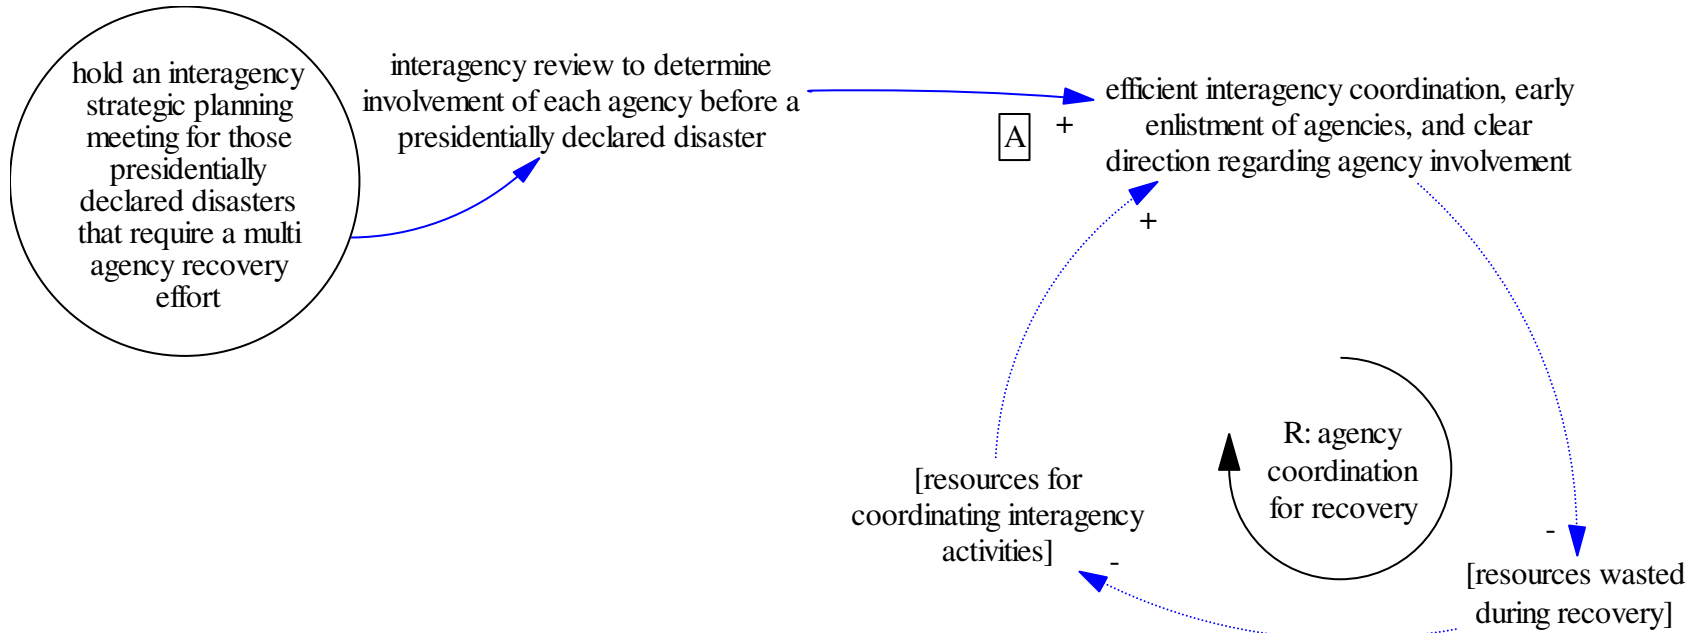 hold an interagency
strategic planning
meeting for those
presidentially
declared disasters
that require a multi
agency recovery
effort
interagency review to determine
involvement of each agency before a
presidentially declared disaster
A
+
efficient interagency coordination, early
enlistment of agencies, and clear
direction regarding agency involvement
+
R: agency
coordination
for recovery
[resources for
coordinating interagency
activities]
-
-
[resources wasted
during recovery]